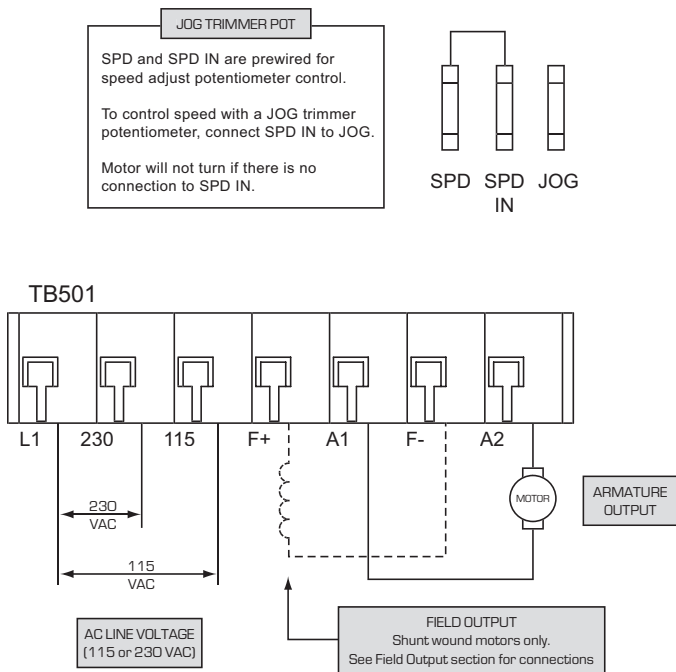 JOG TRIMMER POT
SPD and SPD IN are prewired for
speed adjust potentiometer control.
To control speed with a JOG trimmer
potentiometer, connect SPD IN to JOG.
Motor will not turn if there is no
connection to SPD IN.
SPD SPD JOG
IN
TB501
L1 230 115 F+ A1 F- A2
230
VAC
115
VAC
MOTOR
ARMATURE
OUTPUT
AC LINE VOLTAGE
(115 or 230 VAC)
FIELD OUTPUT
Shunt wound motors only.
See Field Output section for connections